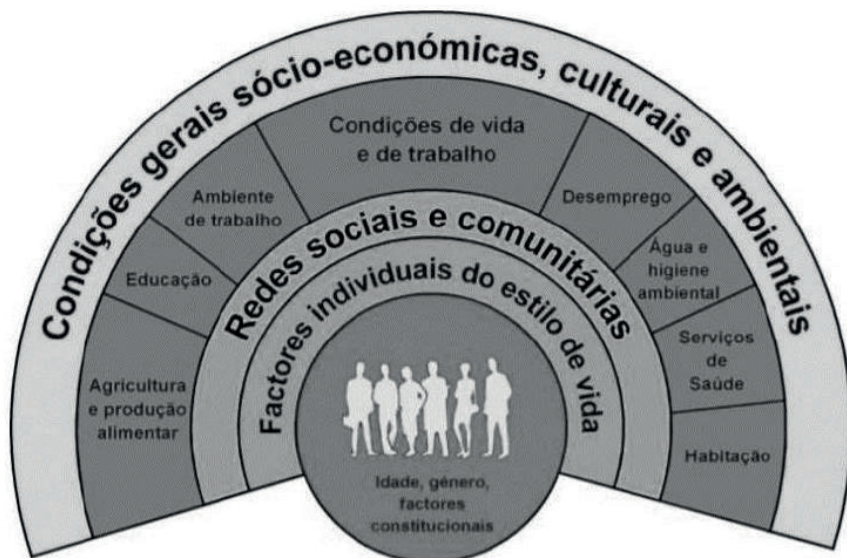 Condições gerais sócio-económicas, culturais e ambientais
Condições de vida
e de trabalho
Ambiente
de trabalho
Desemprego
Educação
Água e
higiene
ambiental
Agricultura
e produção
alimentar
Serviços
de
Saúde
Habitação
Redes sociais e comunitárias
Factores individuais do estilo de vida
Idade, género,
factores
constitucionais